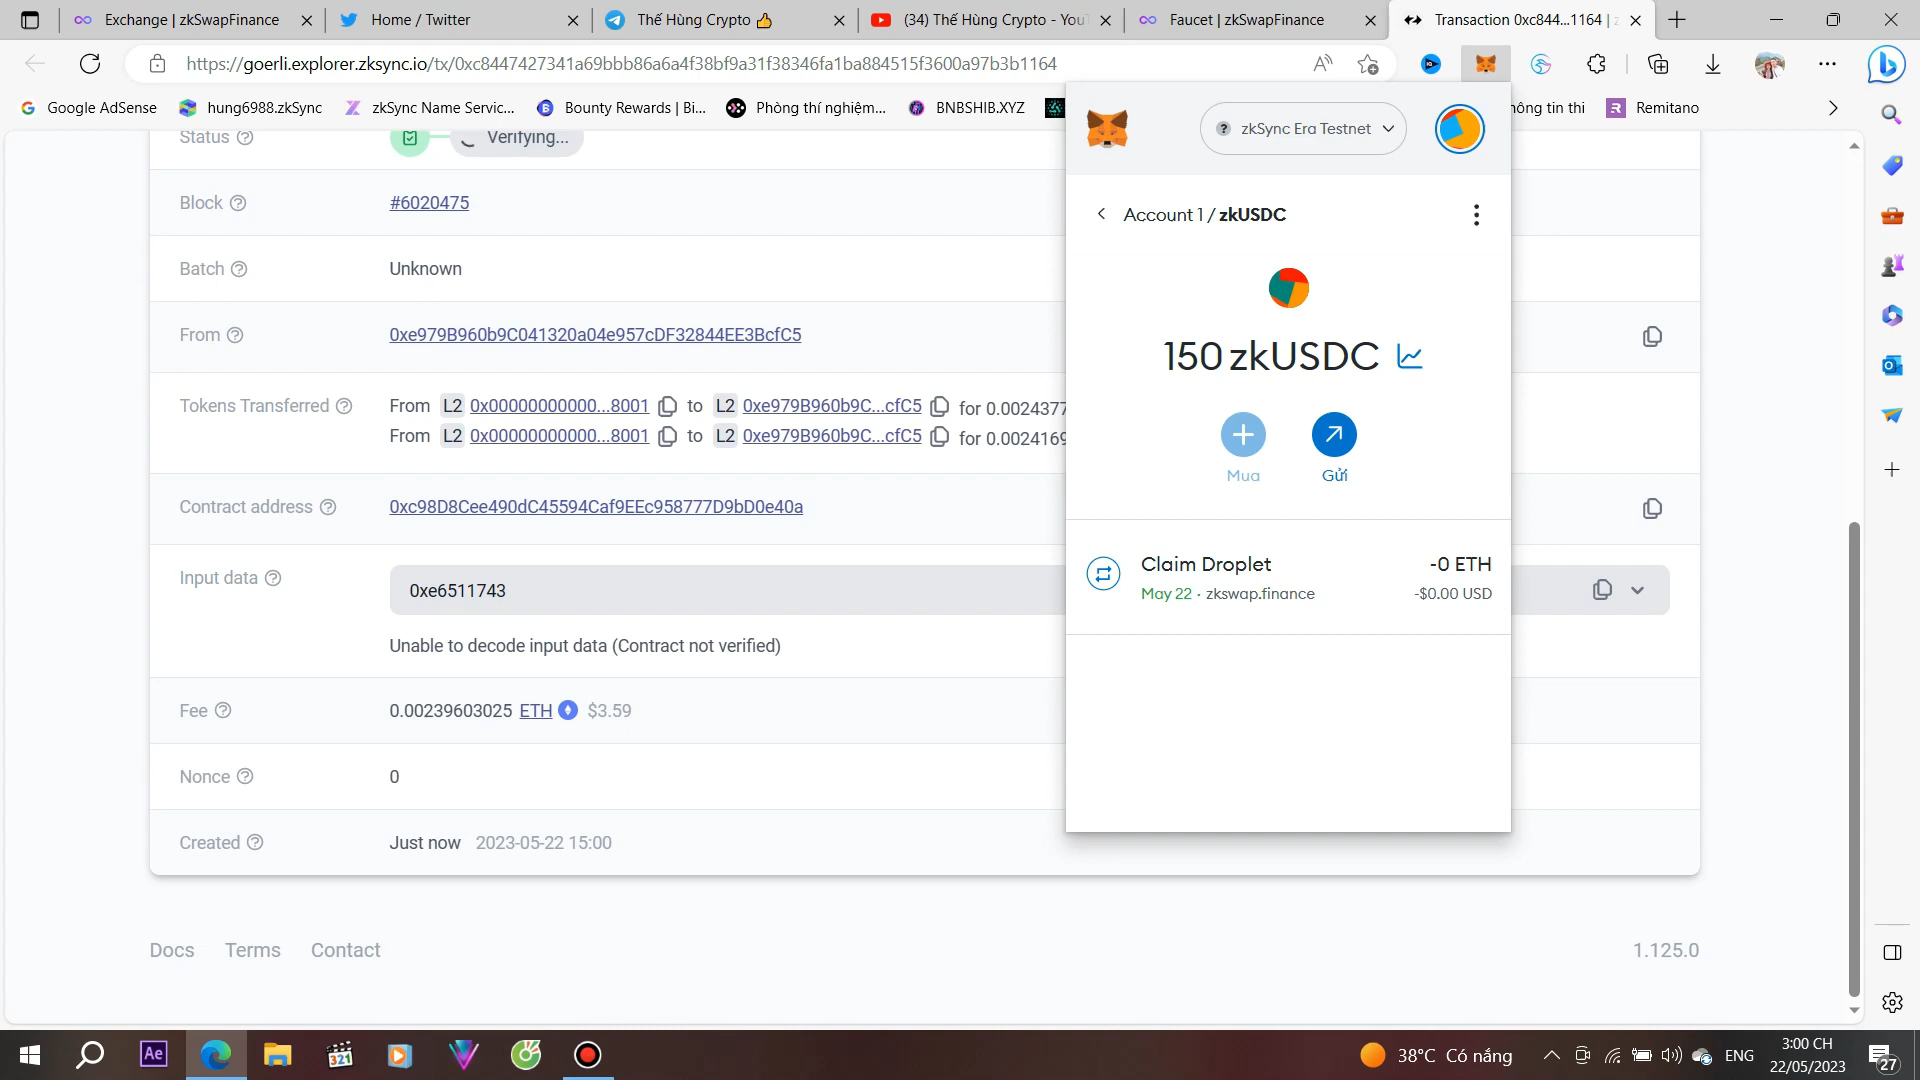 Exchange | zkSwapFinance
Home / Twitter
Thế Hùng Crypto 👍
(34) Thế Hùng Crypto - You
Faucet | zkSwapFinance
Transaction 0xc844...1164 |
https://goerli.explorer.zksync.io/tx/0xc8447427341a69bbb86a6a4f38bf9a31f38346fa1ba884515f3600a97b3b1164
Google AdSense
hung6988.zkSync
zkSync Name Servic...
Bounty Rewards | Bi...
Phòng thí nghiệm...
BNBSHIB.XYZ
hông tin thi
Remitano
Status
Verifying...
Block
#6020475
Batch
Unknown
From
0xe979B960b9C041320a04e957cDF32844EE3BcfC5
Tokens Transferred
From L2 0x00000000000...8001 to L2 0xe979B960b9C...cfC5 for 0.0024377
From L2 0x00000000000...8001 to L2 0xe979B960b9C...cfC5 for 0.0024169
Contract address
0xc98D8Cee490dC45594Caf9EEc958777D9bD0e40a
Input data
0xe6511743
Unable to decode input data (Contract not verified)
Fee
0.00239603025 ETH $3.59
Nonce
0
Created
Just now 2023-05-22 15:00
Docs
Terms
Contact
1.125.0
zkSync Era Testnet
Account 1 / zkUSDC
150 zkUSDC
Mua
Gửi
Claim Droplet
-0 ETH
May 22 · zkswap.finance
-$0.00 USD
Ae
321
38°C Có nắng
ENG
3:00 CH
22/05/2023
27